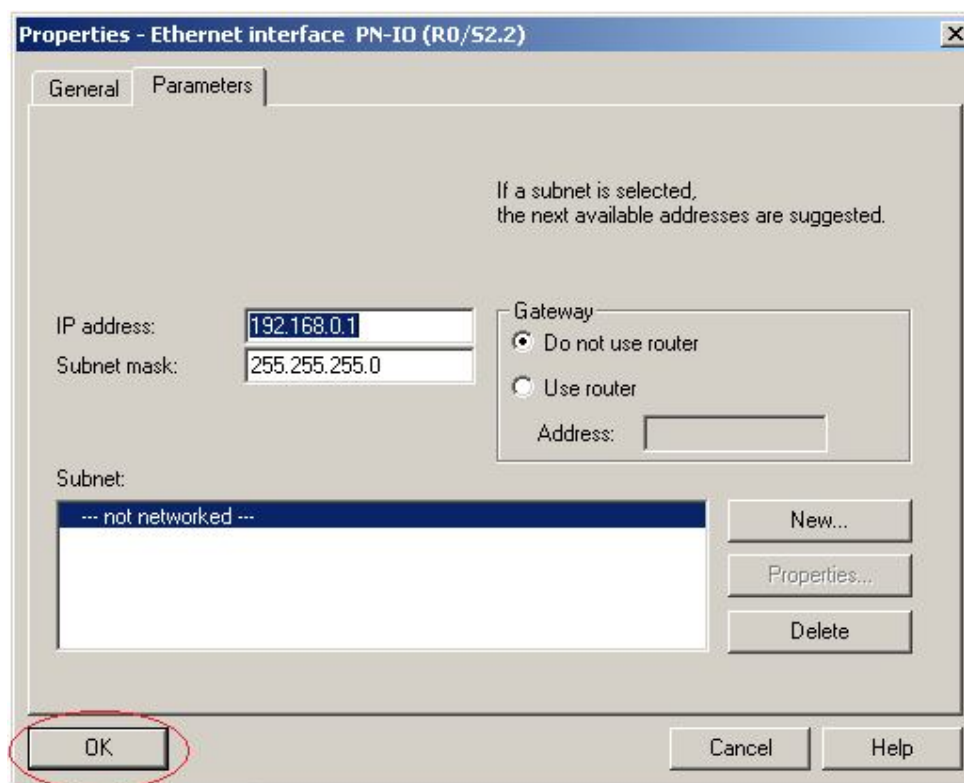 Properties - Ethernet interface PN-IO (R0/S2.2)
General
Parameters
If a subnet is selected,
the next available addresses are suggested.
IP address:
192.168.0.1
Subnet mask:
255.255.255.0
Gateway
Do not use router
Use router
Address:
Subnet:
--- not networked ---
New...
Properties...
Delete
OK
Cancel
Help